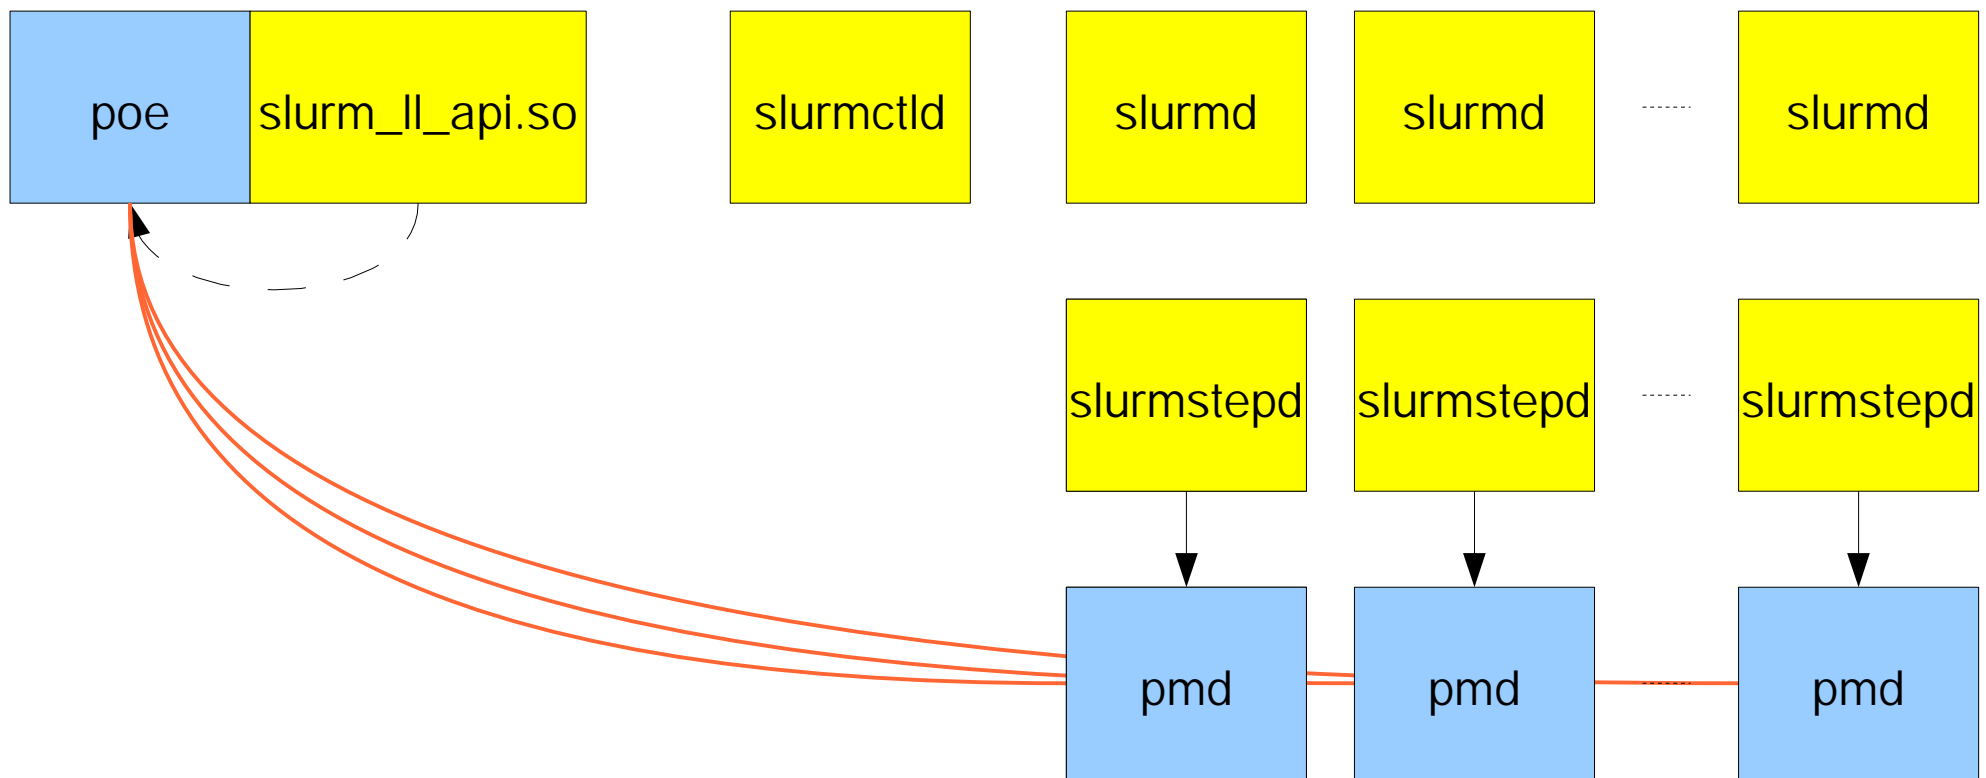 poe
slurm_ll_api.so
slurmctld
slurmd
slurmd
slurmd
slurmstepd
slurmstepd
slurmstepd
pmd
pmd
pmd